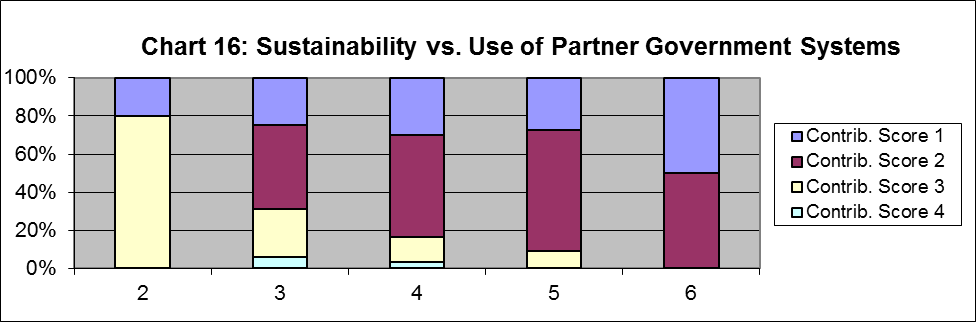 Chart 16: Sustainability vs. Use of Partner Government Systems
100%
80%
60%
40%
20%
0%
2 3 4 5 6
Contrib. Score 1
Contrib. Score 2
Contrib. Score 3
Contrib. Score 4